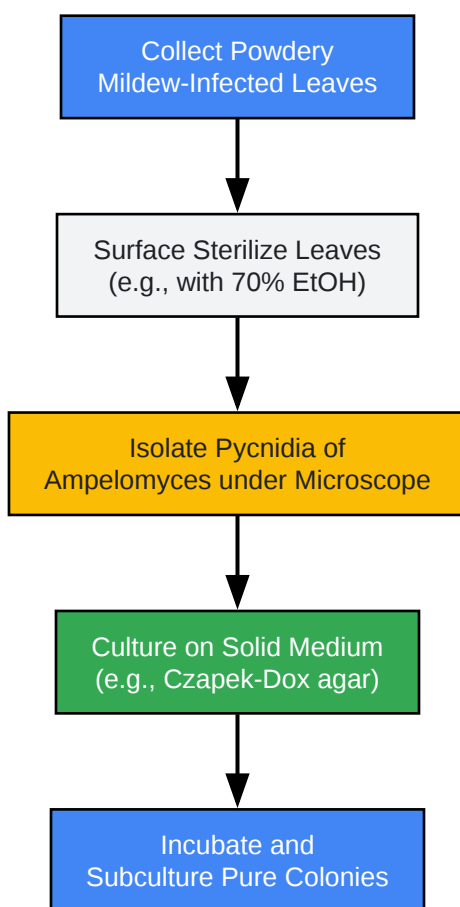 Collect Powdery
Mildew-Infected Leaves
Surface Sterilize Leaves
(e.g., with 70% EtOH)
Isolate Pycnidia of
Ampelomyces under Microscope
Culture on Solid Medium
(e.g., Czapek-Dox agar)
Incubate and
Subculture Pure Colonies